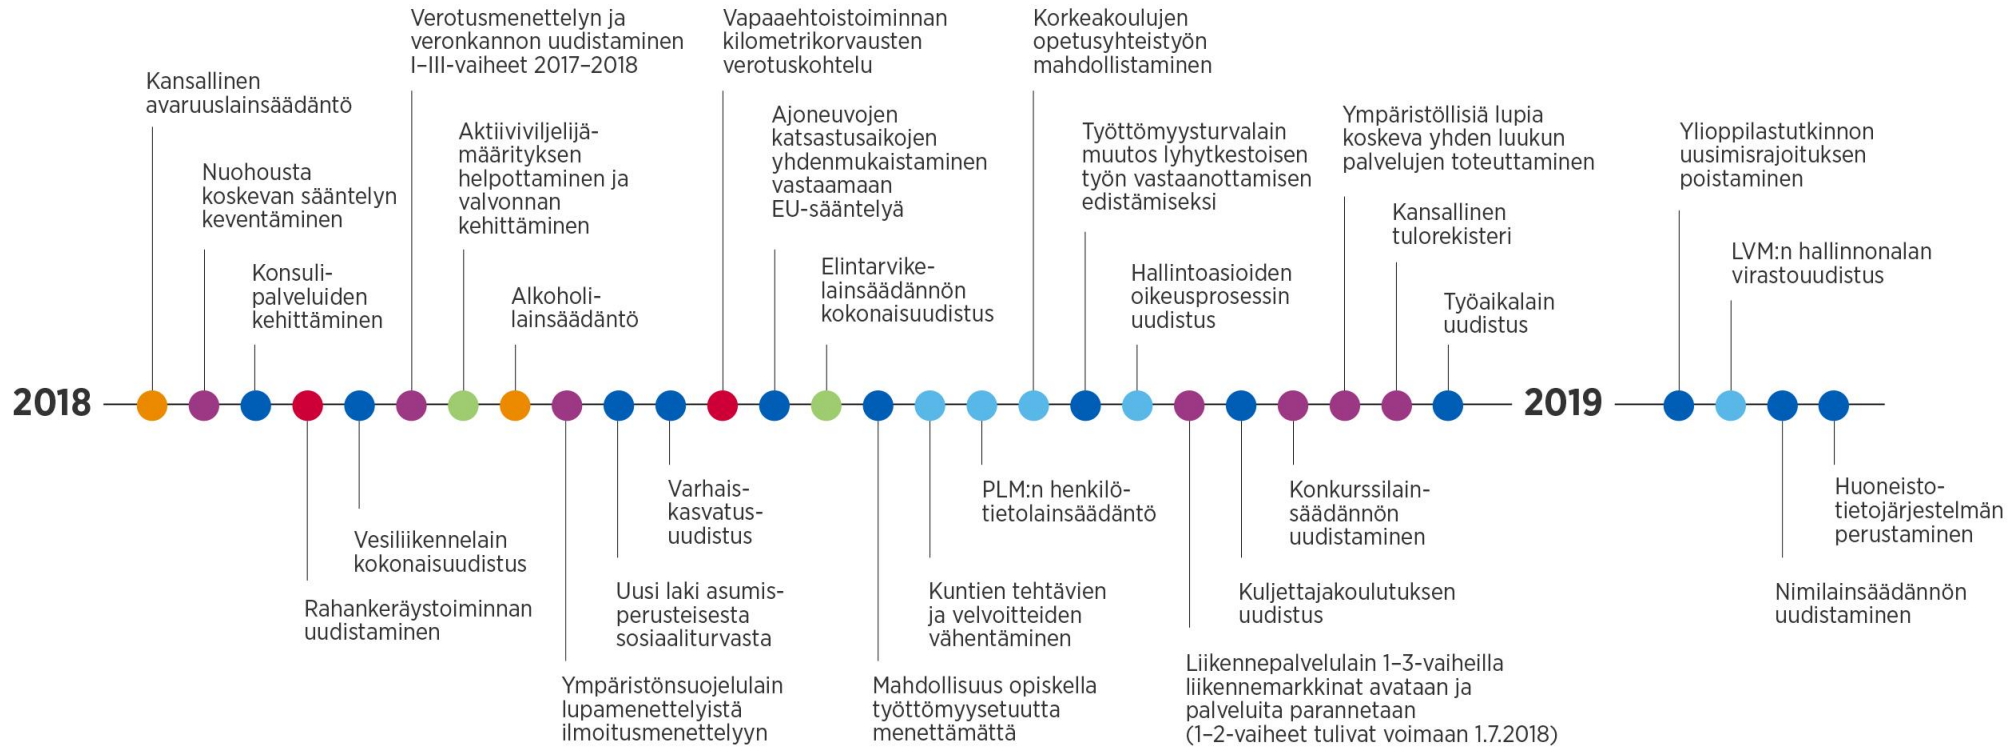 2018
Kansallinen
avaruuslainsäädäntö
Nuohousta
koskevan sääntelyn
keventäminen
Konsuli-
palveluiden
kehittäminen
Rahankeräystoiminnan
uudistaminen
Vesiliikennelain
kokonaisuudistus
Verotusmenettelyn ja
veronkannon uudistaminen
I–III-vaiheet 2017–2018
Aktiiviviljelijä-
määrityksen
helpottaminen ja
valvonnan
kehittäminen
Alkoholi-
lainsäädäntö
Ympäristönsuojelulain
lupamenettelyistä
ilmoitusmenettelyyn
Uusi laki asumis-
perusteisesta
sosiaaliturvasta
Varhais-
kasvatus-
uudistus
Vapaaehtoistoiminnan
kilometrikorvausten
verotuskohtelu
Ajoneuvojen
katsastusaikojen
yhdenmukaistaminen
vastaamaan
EU-sääntelyä
Elintarvike-
lainsäädännön
kokonaisuudistus
Mahdollisuus opiskella
työttömyysetuutta
menettämättä
Kuntien tehtävien
ja velvoitteiden
vähentäminen
PLM:n henkilö-
tietolainsäädäntö
Korkeakoulujen
opetusyhteistyön
mahdollistaminen
Työttömyysturvalain
muutos lyhytkestoisen
työn vastaanottamisen
edistämiseksi
Hallintoasioiden
oikeusprosessin
uudistus
Liikennepalvelulain 1–3-vaiheilla
liikennemarkkinat avataan ja
palveluita parannetaan
(1–2-vaiheet tulivat voimaan 1.7.2018)
Kuljettajakoulutuksen
uudistus
Konkurssilain-
säädännön
uudistaminen
Ympäristöllisiä lupia
koskeva yhden luukun
palvelujen toteuttaminen
Kansallinen
tulorekisteri
Työaikalain
uudistus
2019
Ylioppilastutkinnon
uusimisrajoituksen
poistaminen
LVM:n hallinnonalan
virastouudistus
Nimilainsäädännön
uudistaminen
Huoneisto-
tietojärjestelmän
perustaminen